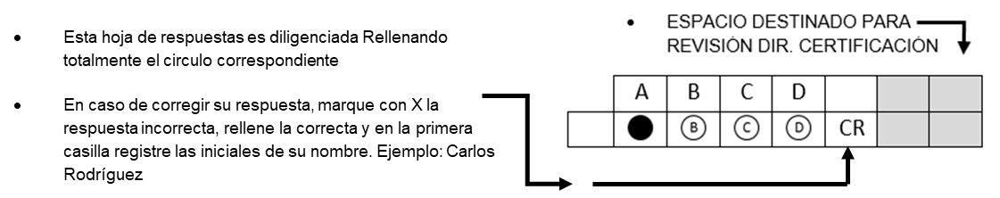 • Esta hoja de respuestas es diligenciada Rellenando
totalmente el circulo correspondiente
• En caso de corregir su respuesta, marque con X la
respuesta incorrecta, rellene la correcta y en la primera
casilla registre las iniciales de su nombre. Ejemplo: Carlos
Rodríguez
• ESPACIO DESTINADO PARA
REVISIÓN DIR. CERTIFICACIÓN
A B C D
B C D CR